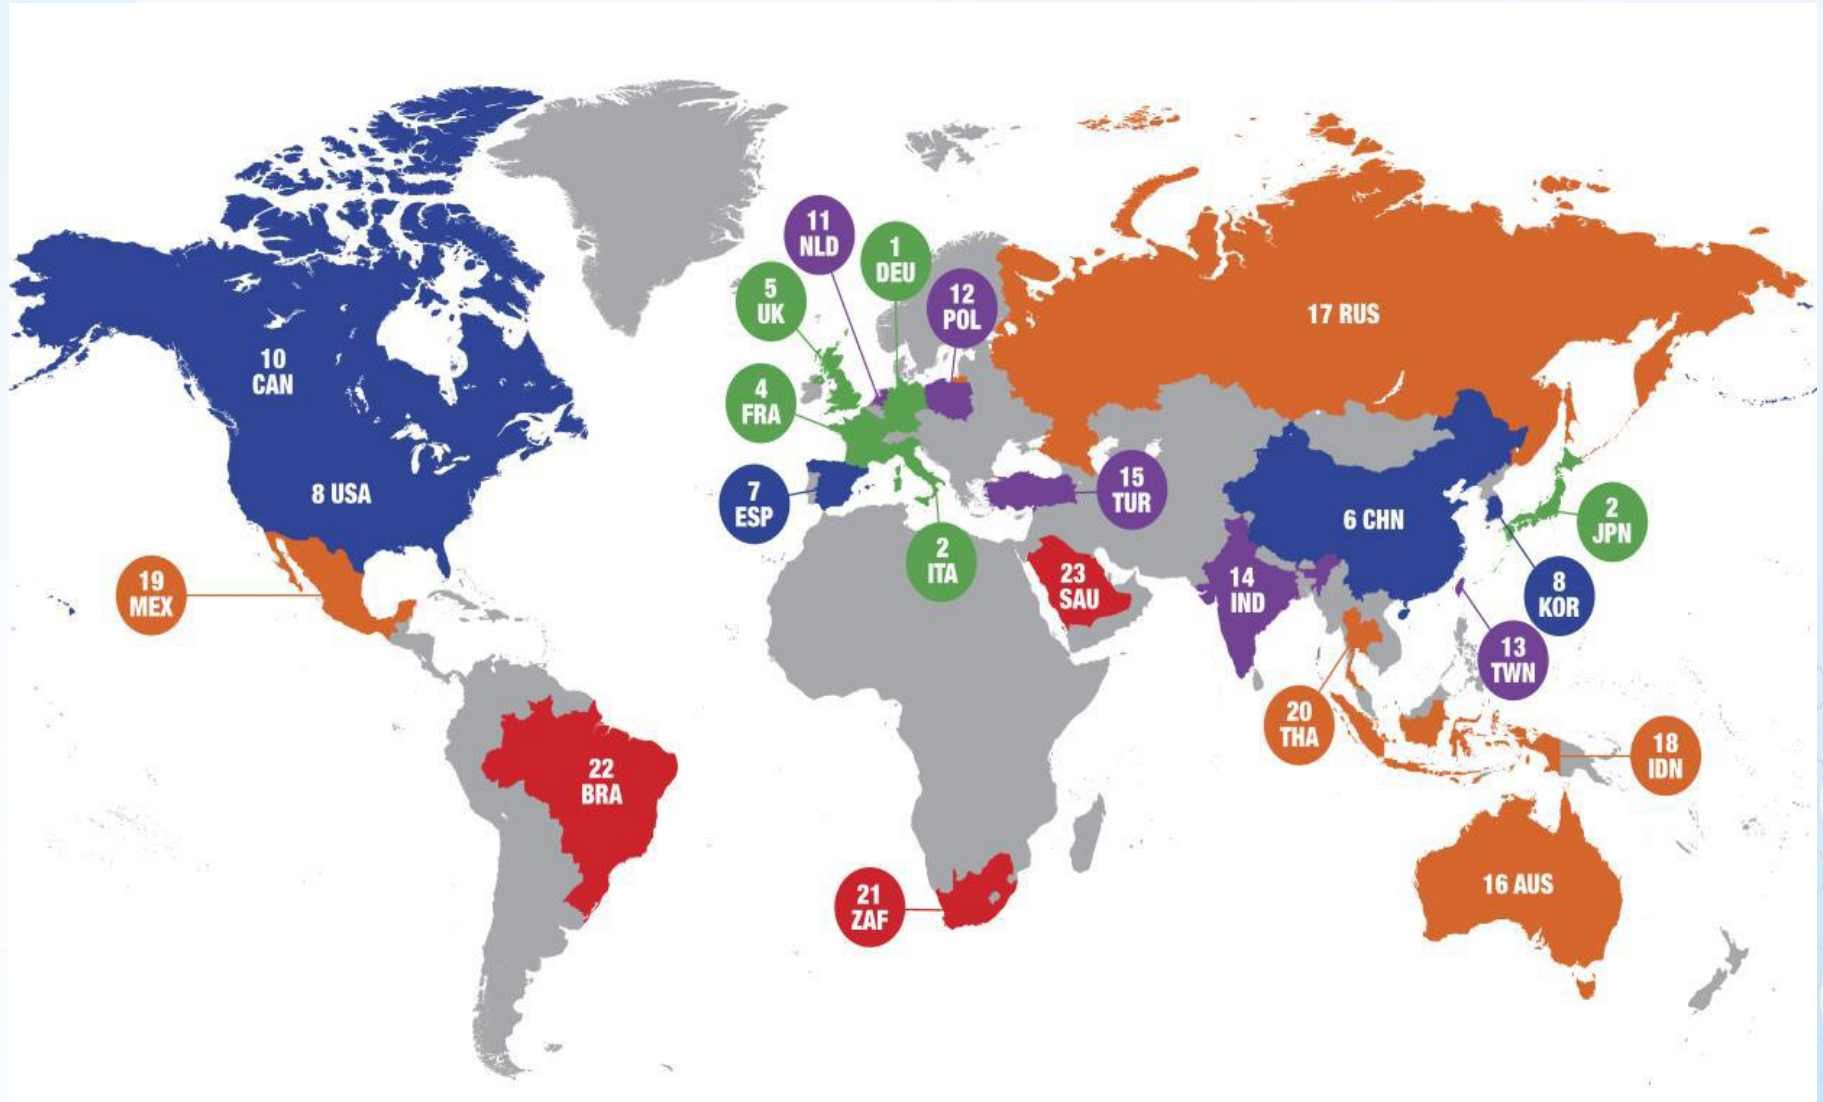 11
NLD
1
DEU
5
UK
12
POL
17 RUS
10
CAN
4
FRA
8 USA
7
ESP
15
TUR
6 CHN
2
JPN
2
ITA
19
MEX
23
SAU
14
IND
8
KOR
13
TWN
20
THA
18
IDN
22
BRA
16 AUS
21
ZAF